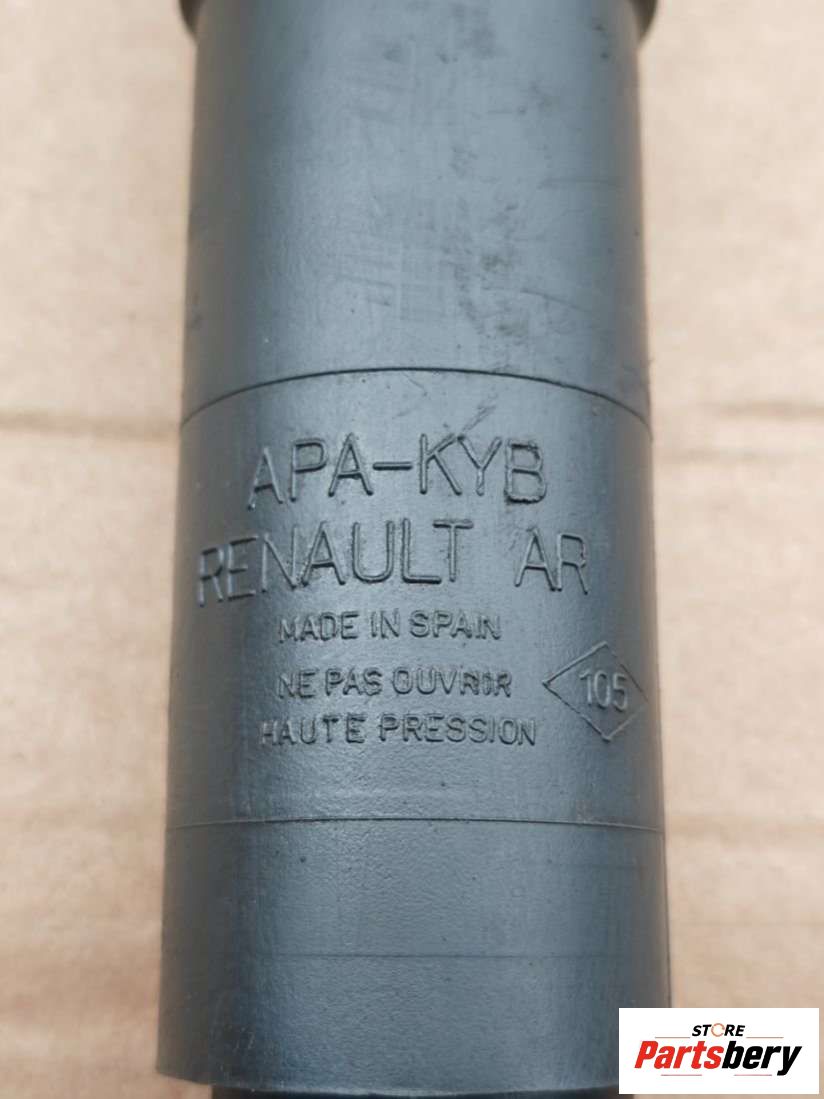 APA-KYB
RENAULT AR
MADE IN SPAIN
NE PAS OUVRIR
105
HAUTE PRESSION
STORE
Partsbery